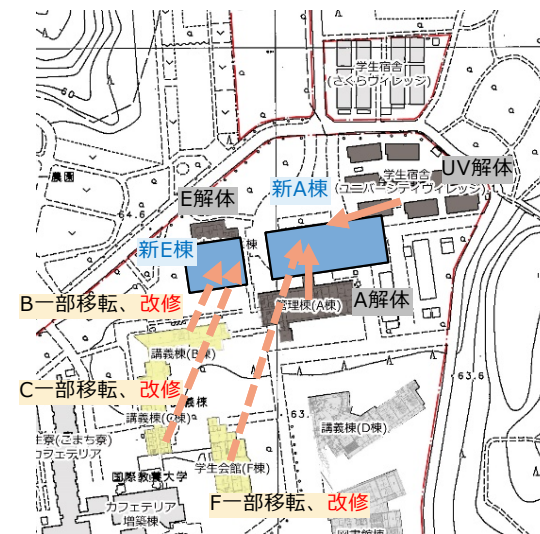 学生宿舎
(さくらヴィレッジ)
農園
64.6
E解体
新A棟
学生宿舎
(ユニバーシティヴィレッジ)
UV解体
新E棟
棟
管理棟(A棟)
A解体
B一部移転、改修
講義棟(B棟)
63.6
C一部移転、改修
義棟
講義棟(C棟)
63.
講義棟(D棟)
生寮(こまち寮)
カフェテリア
国際教養大学
学生会館(F棟)
カフェテリア
増築棟
F一部移転、改修